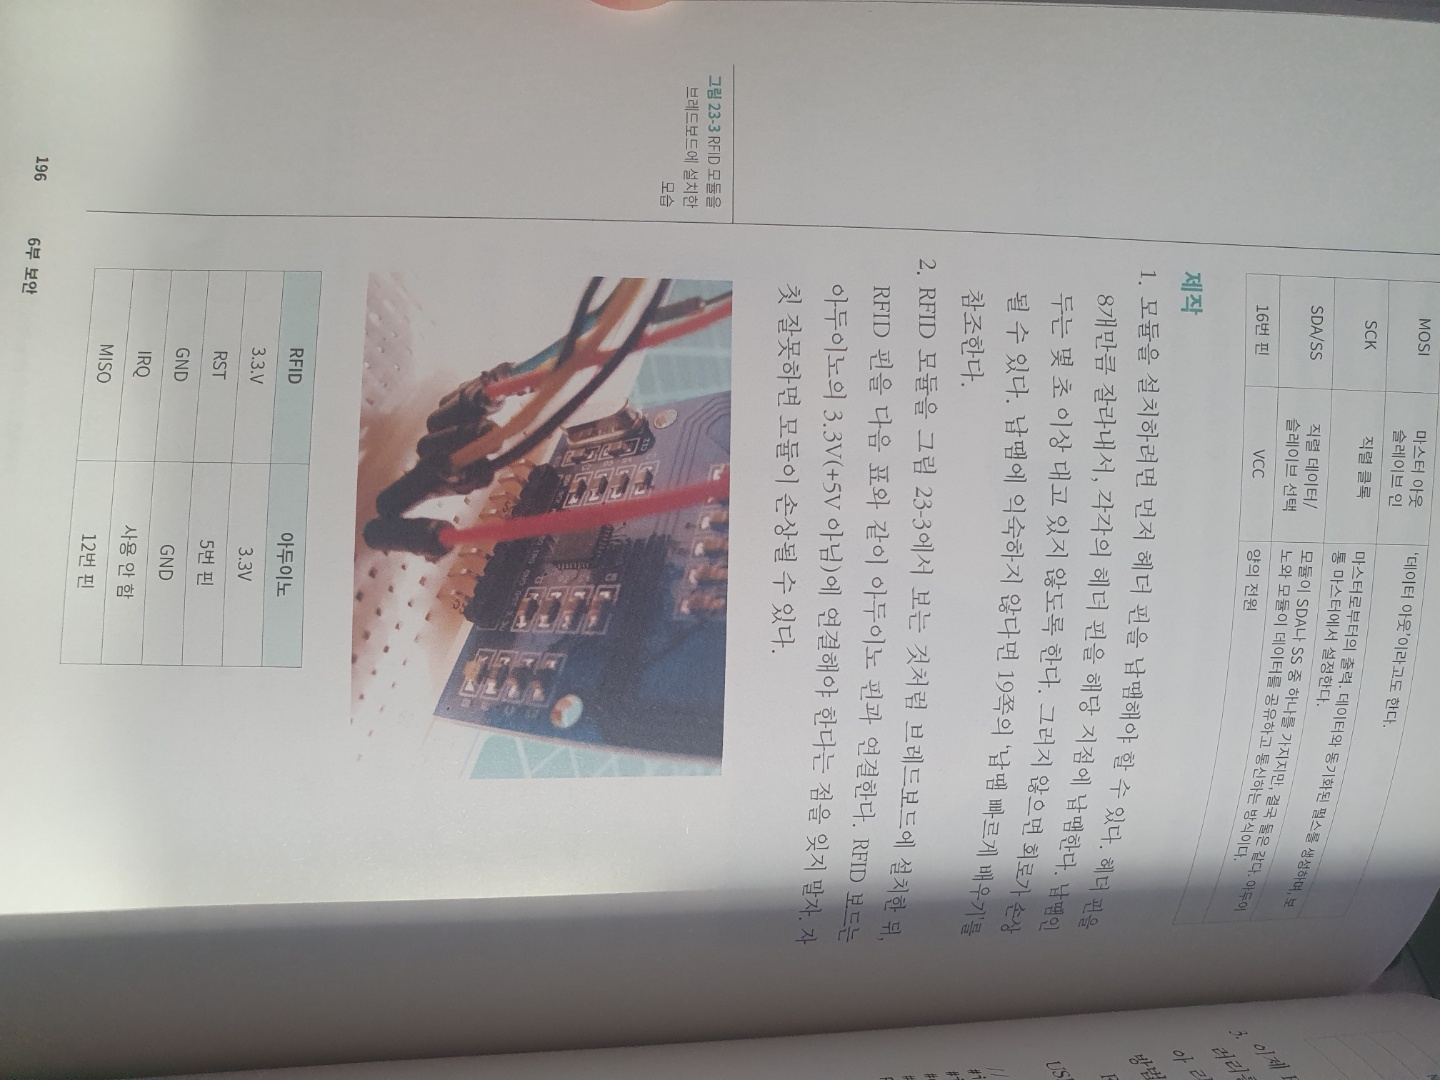 MOSI
마스터 아웃
슬레이브 인
‘데이터 아웃’이라고도 한다.
SCK
직렬 클록
마스터로부터의 출력. 데이터와 동기화된 펄스를 생성하며, 보
통 마스터에서 설정한다.
SDA/SS
직렬 데이터/
슬레이브 선택
모듈이 SDA나 SS 중 하나를 가지지만, 결국 둘은 같다. 아두이
노와 모듈이 데이터를 공유하고 통신하는 방식이다.
16번 핀
VCC
양의 전원
제작
1. 모듈을 설치하려면 먼저 헤더 핀을 납땜해야 할 수 있다. 헤더 핀을
8개만큼 잘라내서, 각각의 헤더 핀을 해당 지점에 납땜한다. 납땜인
두는 몇 초 이상 대고 있지 않도록 한다. 그러지 않으면 회로가 손상
될 수 있다. 납땜에 익숙하지 않다면 19쪽의 ‘납땜 빠르게 배우기’를
참조한다.
2. RFID 모듈을 그림 23-3에서 보는 것처럼 브레드보드에 설치한 뒤,
RFID 핀을 다음 표와 같이 아두이노 핀과 연결한다. RFID 보드는
아두이노의 3.3V(+5V 아님)에 연결해야 한다는 점을 잊지 말자. 자
칫 잘못하면 모듈이 손상될 수 있다.
그림 23-3 RFID 모듈을
브레드보드에 설치한
모습
RFID
아두이노
3.3.V
3.3V
RST
5번 핀
GND
GND
IRQ
사용 안 함
MISO
12번 핀
196
6부 보안
3. 이제
아
방법